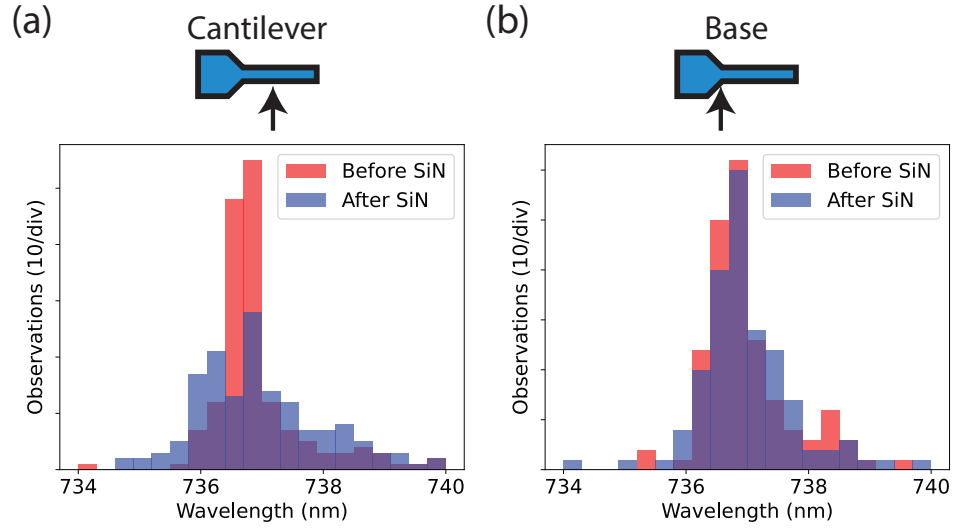 (a)
Cantilever
Before SiN
After SiN
Observations (10/div)
734
736
738
740
Wavelength (nm)
(b)
Base
Before SiN
After SiN
Observations (10/div)
734
736
738
740
Wavelength (nm)